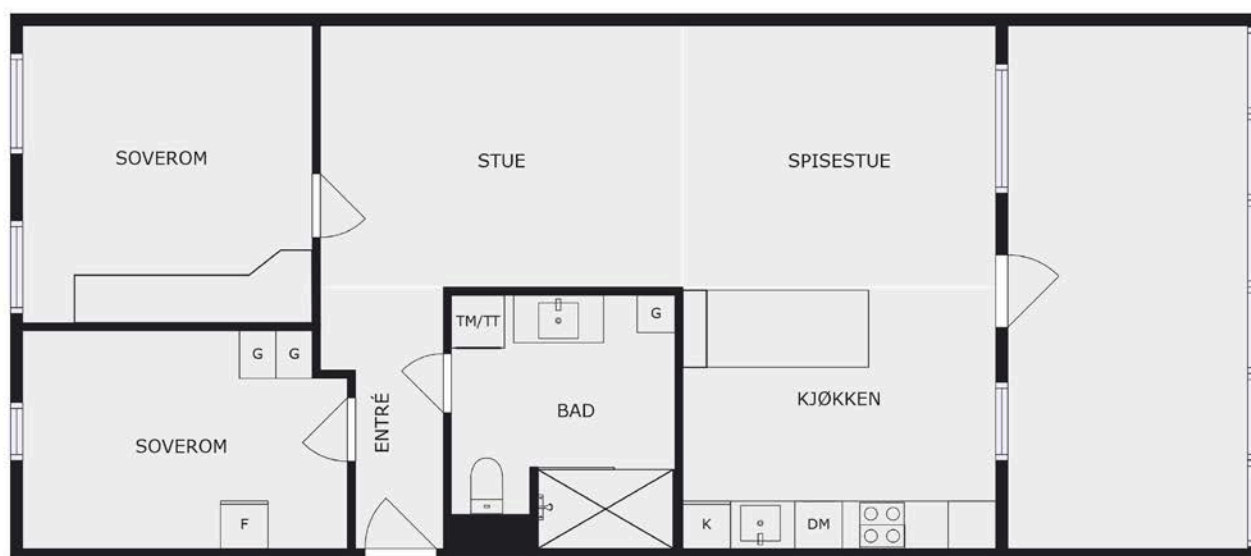 SOVEROM
STUE
SPISESTUE
TM/TT
G
G
G
ENTRÉ
BAD
KJØKKEN
SOVEROM
F
K
DM